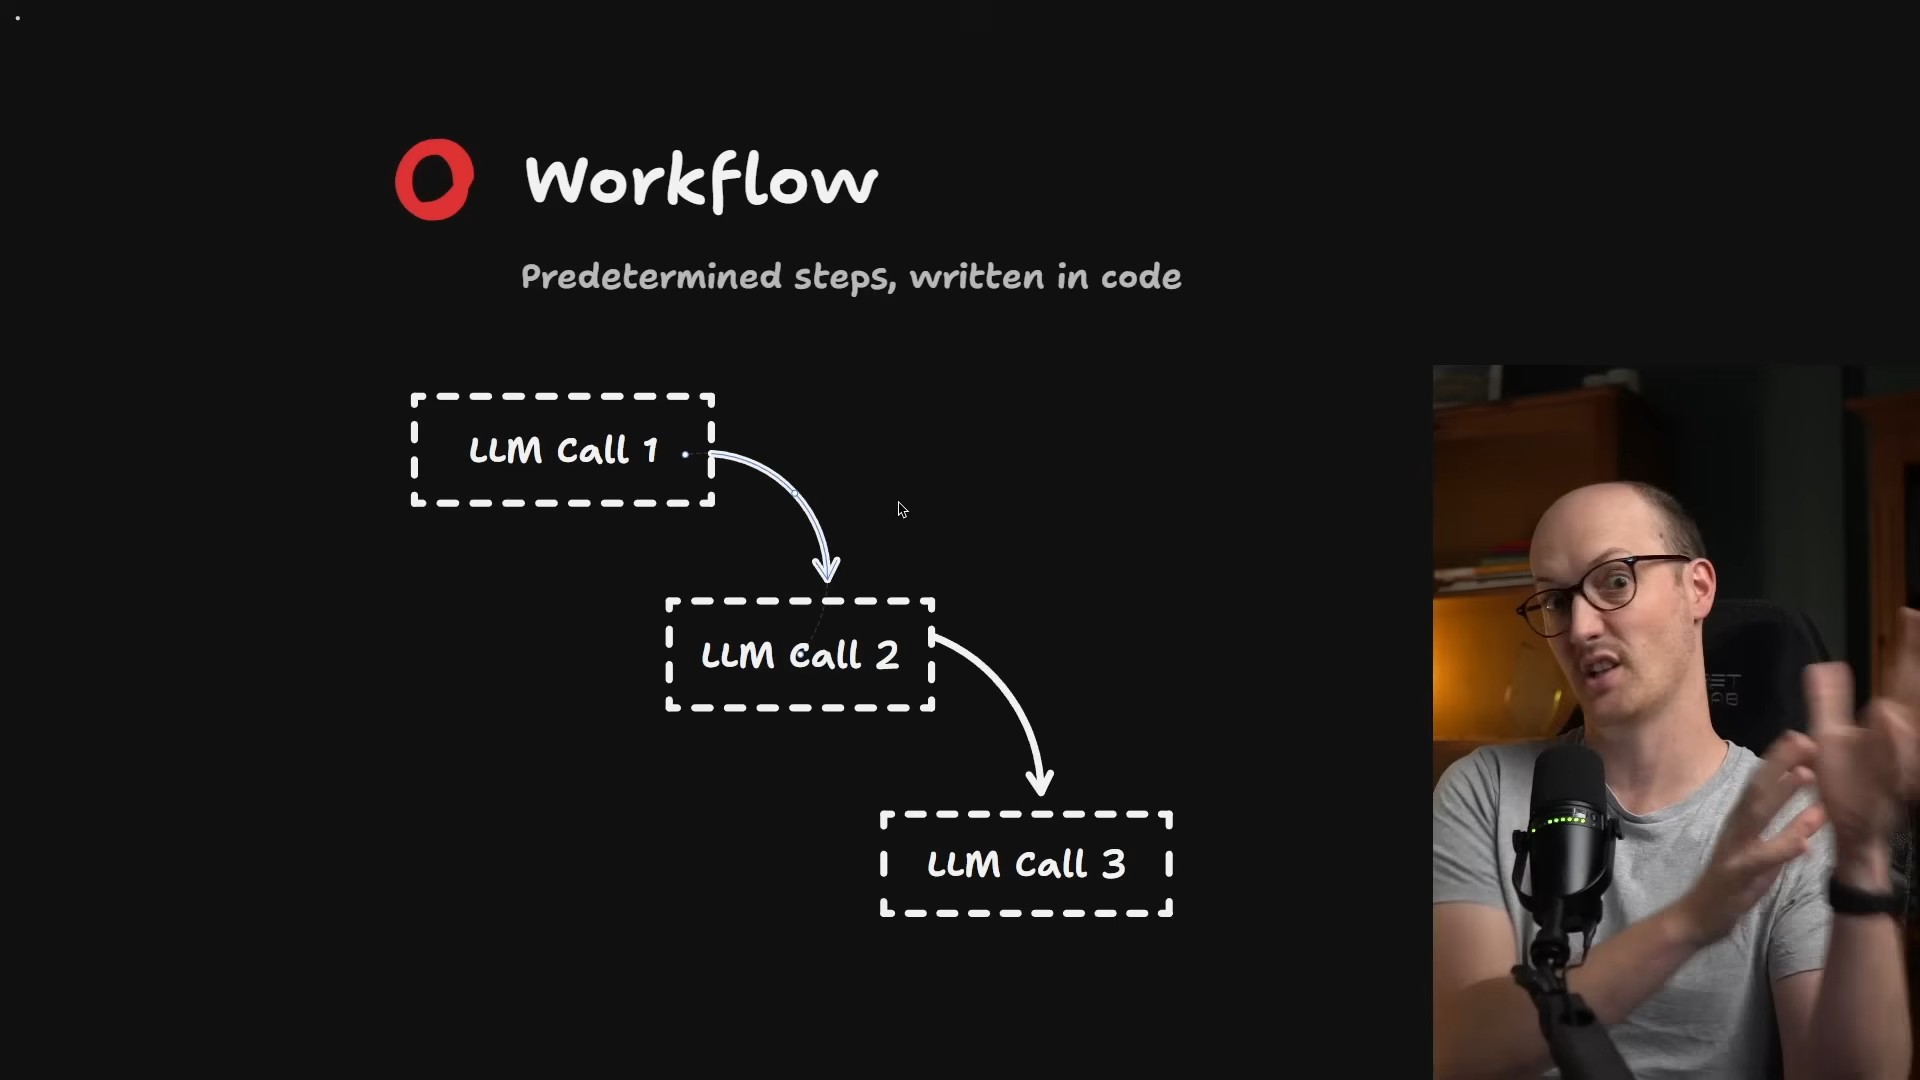 Workflow
Predetermined steps, written in code
LLM Call 1
LLM Call 2
LLM Call 3